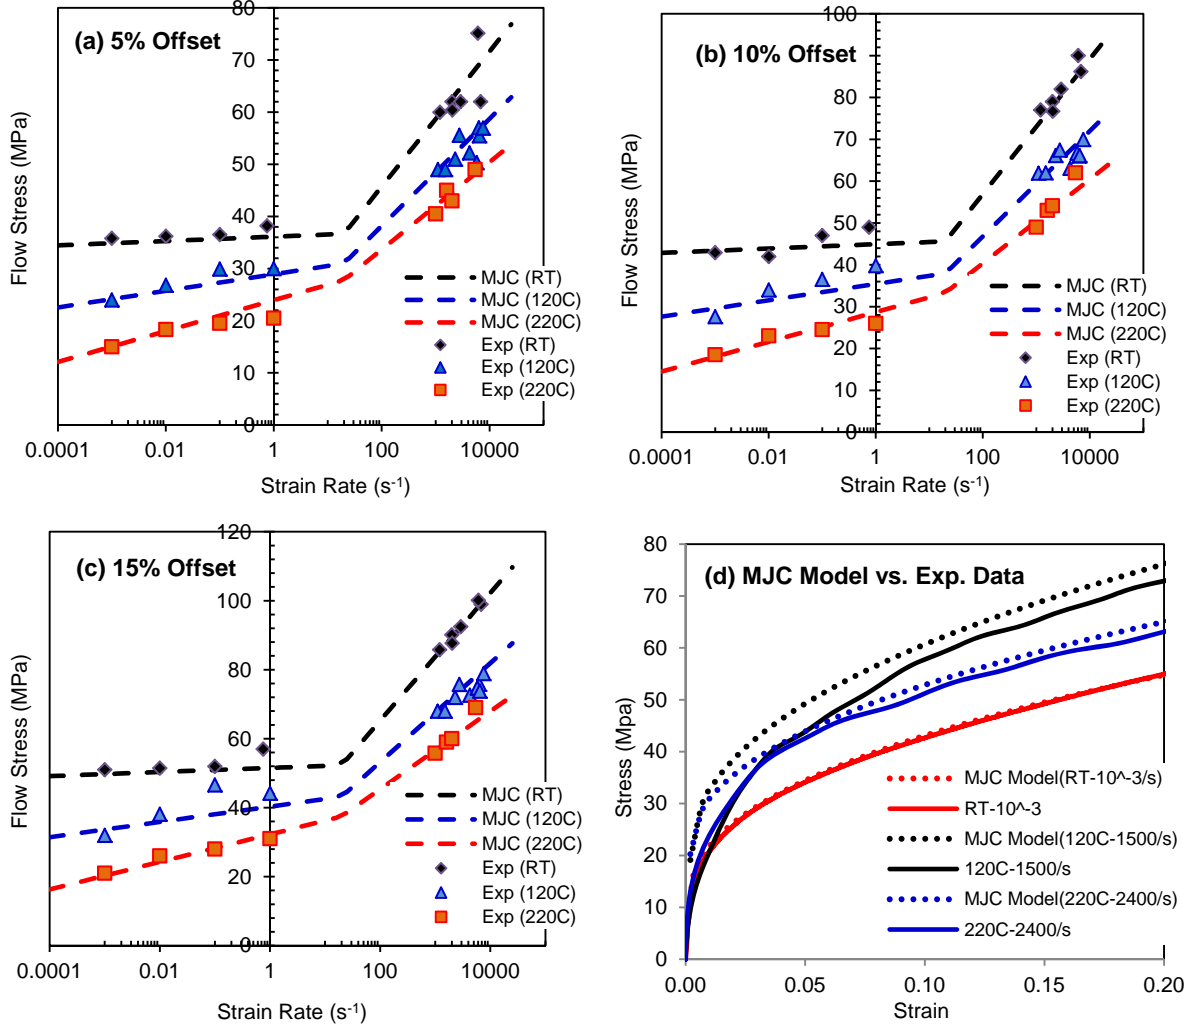 (a) 5% Offset
Flow Stress (MPa)
80
70
60
50
40
30
20
10
0
0.0001
0.01
1
100
10000
Strain Rate (s-1)
MJC (RT)
MJC (120C)
MJC (220C)
Exp (RT)
Exp (120C)
Exp (220C)
(b) 10% Offset
Flow Stress (MPa)
100
90
80
70
60
50
40
30
20
10
0
0.0001
0.01
1
100
10000
Strain Rate (s-1)
MJC (RT)
MJC (120C)
MJC (220C)
Exp (RT)
Exp (120C)
Exp (220C)
(c) 15% Offset
Flow Stress (MPa)
120
100
80
60
40
20
0
0.0001
0.01
1
100
10000
Strain Rate (s-1)
MJC (RT)
MJC (120C)
MJC (220C)
Exp (RT)
Exp (120C)
Exp (220C)
(d) MJC Model vs. Exp. Data
Stress (Mpa)
80
70
60
50
40
30
20
10
0
0.00
0.05
0.10
0.15
0.20
Strain
MJC Model(RT-10^-3/s)
RT-10^-3
MJC Model(120C-1500/s)
120C-1500/s
MJC Model(220C-2400/s)
220C-2400/s